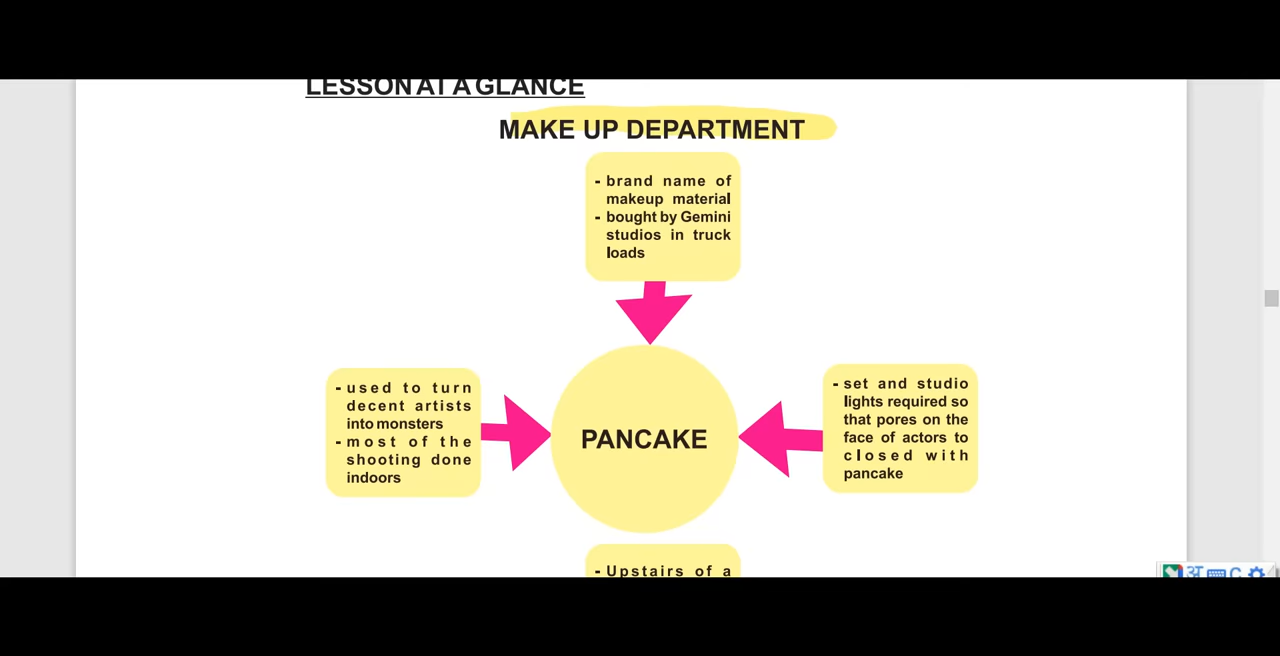 LESSON AT A GLANCE
MAKE UP DEPARTMENT
- brand name of
makeup material
- bought by Gemini
studios in truck
loads
- used to turn
decent artists
into monsters
- most of the
shooting done
indoors
PANCAKE
- set and studio
lights required so
that pores on the
face of actors to
closed with
pancake
- Upstairs of a
अ